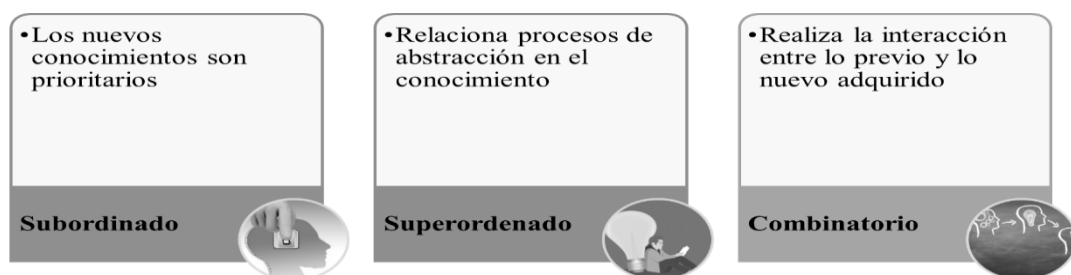 •Los nuevos
conocimientos son
prioritarios
Subordinado
•Relaciona procesos de
abstracción en el
conocimiento
Superordenado
•Realiza la interacción
entre lo previo y lo
nuevo adquirido
Combinatorio